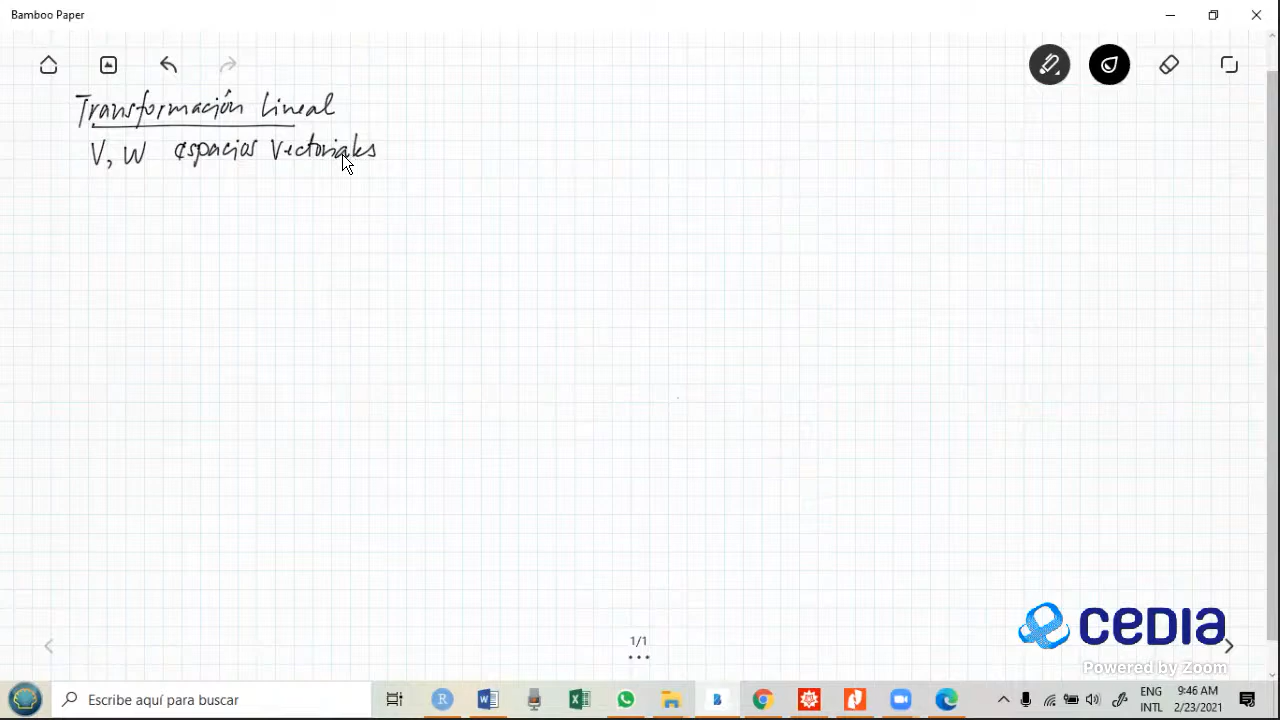 Bamboo Paper
Transformación Lineal
V, W espacios Vectoriales
1/1
CEDIA
Powered by Zoom
Escribe aquí para buscar
ENG
INTL
9:46 AM
2/23/2021